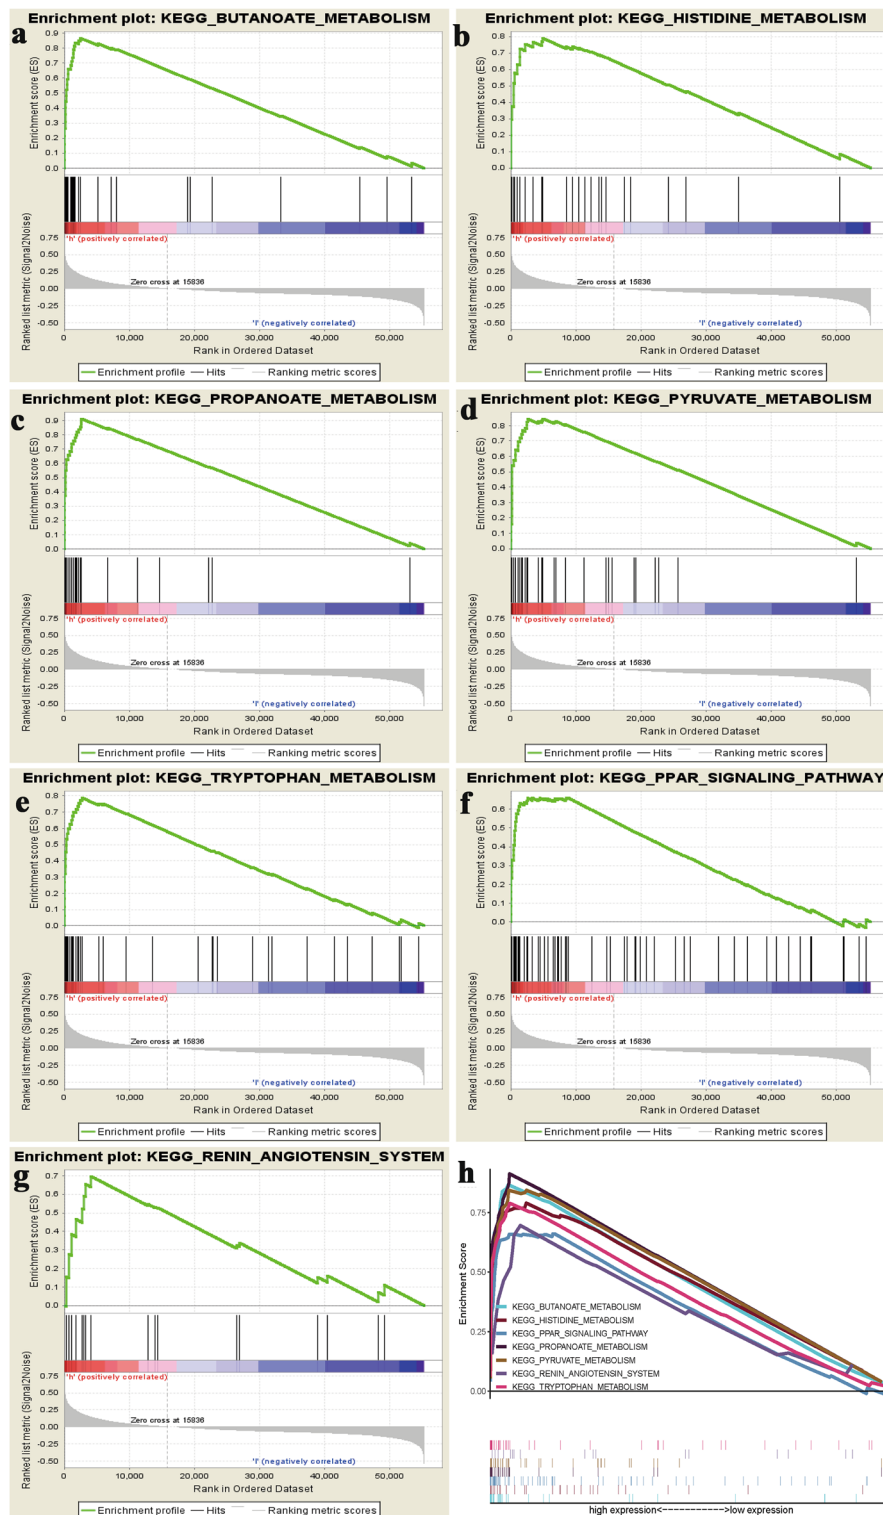 a
Enrichment plot: KEGG_BUTANOATE_METABOLISM
Enrichment score (ES)
0.9
0.8
0.7
0.6
0.5
0.4
0.3
0.2
0.1
0.0
'h' (positively correlated)
Ranked list metric (Signal2Noise)
0.75
0.50
0.25
0.00
-0.25
-0.50
Zero cross at 15836
'l' (negatively correlated)
0 10,000 20,000 30,000 40,000 50,000
Rank in Ordered Dataset
Enrichment profile Hits Ranking metric scores
b
Enrichment plot: KEGG_HISTIDINE_METABOLISM
Enrichment score (ES)
0.8
0.7
0.6
0.5
0.4
0.3
0.2
0.1
0.0
'h' (positively correlated)
Ranked list metric (Signal2Noise)
0.75
0.50
0.25
0.00
-0.25
-0.50
Zero cross at 15836
'l' (negatively correlated)
0 10,000 20,000 30,000 40,000 50,000
Rank in Ordered Dataset
Enrichment profile Hits Ranking metric scores
c
Enrichment plot: KEGG_PROPANOATE_METABOLISM
Enrichment score (ES)
0.9
0.8
0.7
0.6
0.5
0.4
0.3
0.2
0.1
0.0
'h' (positively correlated)
Ranked list metric (Signal2Noise)
0.75
0.50
0.25
0.00
-0.25
-0.50
Zero cross at 15836
'l' (negatively correlated)
0 10,000 20,000 30,000 40,000 50,000
Rank in Ordered Dataset
Enrichment profile Hits Ranking metric scores
d
Enrichment plot: KEGG_PYRUVATE_METABOLISM
Enrichment score (ES)
0.8
0.7
0.6
0.5
0.4
0.3
0.2
0.1
0.0
'h' (positively correlated)
Ranked list metric (Signal2Noise)
0.75
0.50
0.25
0.00
-0.25
-0.50
Zero cross at 15836
'l' (negatively correlated)
0 10,000 20,000 30,000 40,000 50,000
Rank in Ordered Dataset
Enrichment profile Hits Ranking metric scores
e
Enrichment plot: KEGG_TRYPTOPHAN_METABOLISM
Enrichment score (ES)
0.8
0.7
0.6
0.5
0.4
0.3
0.2
0.1
0.0
'h' (positively correlated)
Ranked list metric (Signal2Noise)
0.75
0.50
0.25
0.00
-0.25
-0.50
Zero cross at 15836
'l' (negatively correlated)
0 10,000 20,000 30,000 40,000 50,000
Rank in Ordered Dataset
Enrichment profile Hits Ranking metric scores
f
Enrichment plot: KEGG_PPAR_SIGNALING_PATHWAY
Enrichment score (ES)
0.6
0.5
0.4
0.3
0.2
0.1
0.0
'h' (positively correlated)
Ranked list metric (Signal2Noise)
0.75
0.50
0.25
0.00
-0.25
-0.50
Zero cross at 15836
'l' (negatively correlated)
0 10,000 20,000 30,000 40,000 50,000
Rank in Ordered Dataset
Enrichment profile Hits Ranking metric scores
g
Enrichment plot: KEGG_RENIN_ANGIOTENSIN_SYSTEM
Enrichment score (ES)
0.7
0.6
0.5
0.4
0.3
0.2
0.1
0.0
'h' (positively correlated)
Ranked list metric (Signal2Noise)
0.75
0.50
0.25
0.00
-0.25
-0.50
Zero cross at 15836
'l' (negatively correlated)
0 10,000 20,000 30,000 40,000 50,000
Rank in Ordered Dataset
Enrichment profile Hits Ranking metric scores
h
Enrichment Score
0.75
0.50
0.25
0.00
KEGG_BUTANOATE_METABOLISM
KEGG_HISTIDINE_METABOLISM
KEGG_PPAR_SIGNALING_PATHWAY
KEGG_PROPANOATE_METABOLISM
KEGG_PYRUVATE_METABOLISM
KEGG_RENIN_ANGIOTENSIN_SYSTEM
KEGG_TRYPTOPHAN_METABOLISM
high expression<------------->low expression